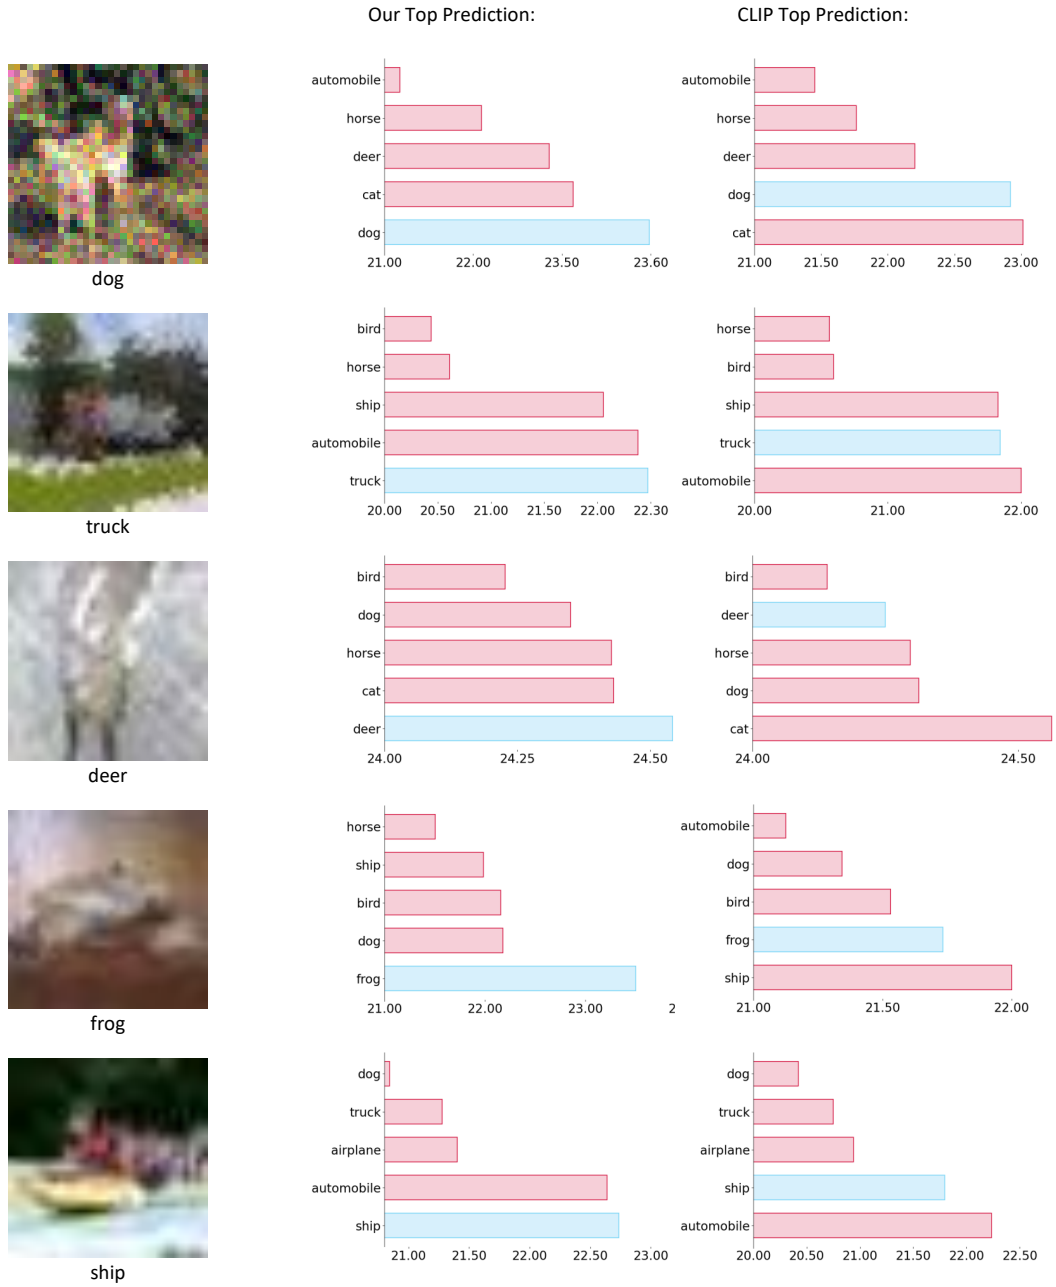 Our Top Prediction:
CLIP Top Prediction:
automobile
horse
deer
cat
dog
21.00 22.00 23.50 23.60
automobile
horse
deer
dog
cat
21.00 21.50 22.00 22.50 23.00
dog
bird
horse
ship
automobile
truck
20.00 20.50 21.00 21.50 22.00 22.30
horse
bird
ship
truck
automobile
20.00 21.00 22.00
truck
bird
dog
horse
cat
deer
24.00 24.25 24.50
bird
deer
horse
dog
cat
24.00 24.50
deer
horse
ship
bird
dog
frog
21.00 22.00 23.00 2
automobile
dog
bird
frog
ship
21.00 21.50 22.00
frog
dog
truck
airplane
automobile
ship
21.00 21.50 22.00 22.50 23.00
dog
truck
airplane
ship
automobile
20.00 20.50 21.00 21.50 22.00 22.50
ship